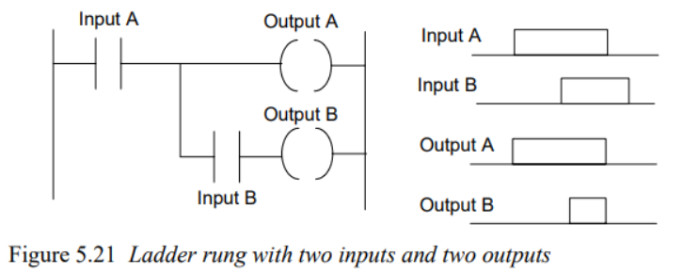 Input A
Output A
Output B
Input B
Input A
Input B
Output A
Output B
Figure 5.21 Ladder rung with two inputs and two outputs